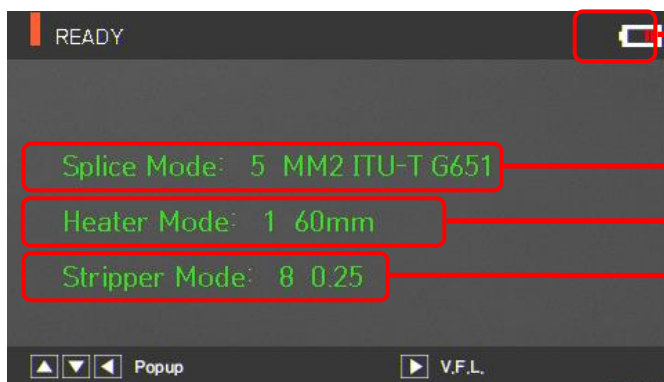 READY
Splice Mode: 5 MM2 ITU-T G651
Heater Mode: 1 60mm
Stripper Mode: 8 0.25
Popup V.F.L.